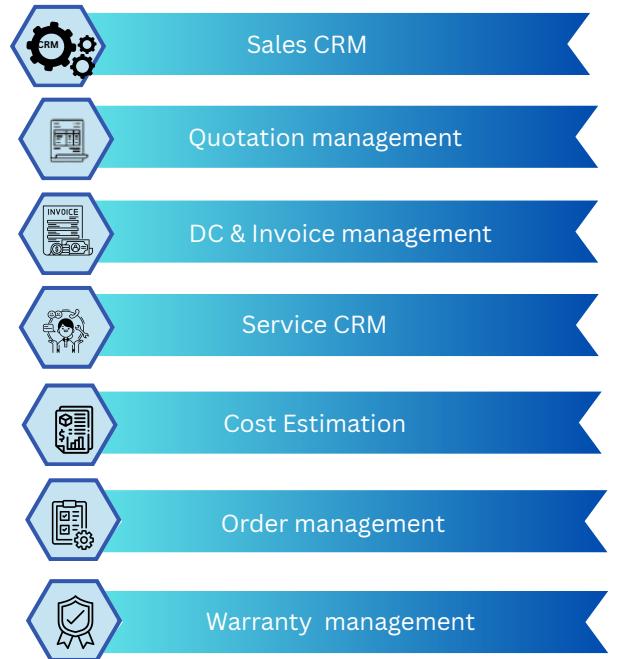 CRM
Sales CRM
Quotation management
INVOICE
DC & Invoice management
Service CRM
Cost Estimation
Order management
Warranty  management